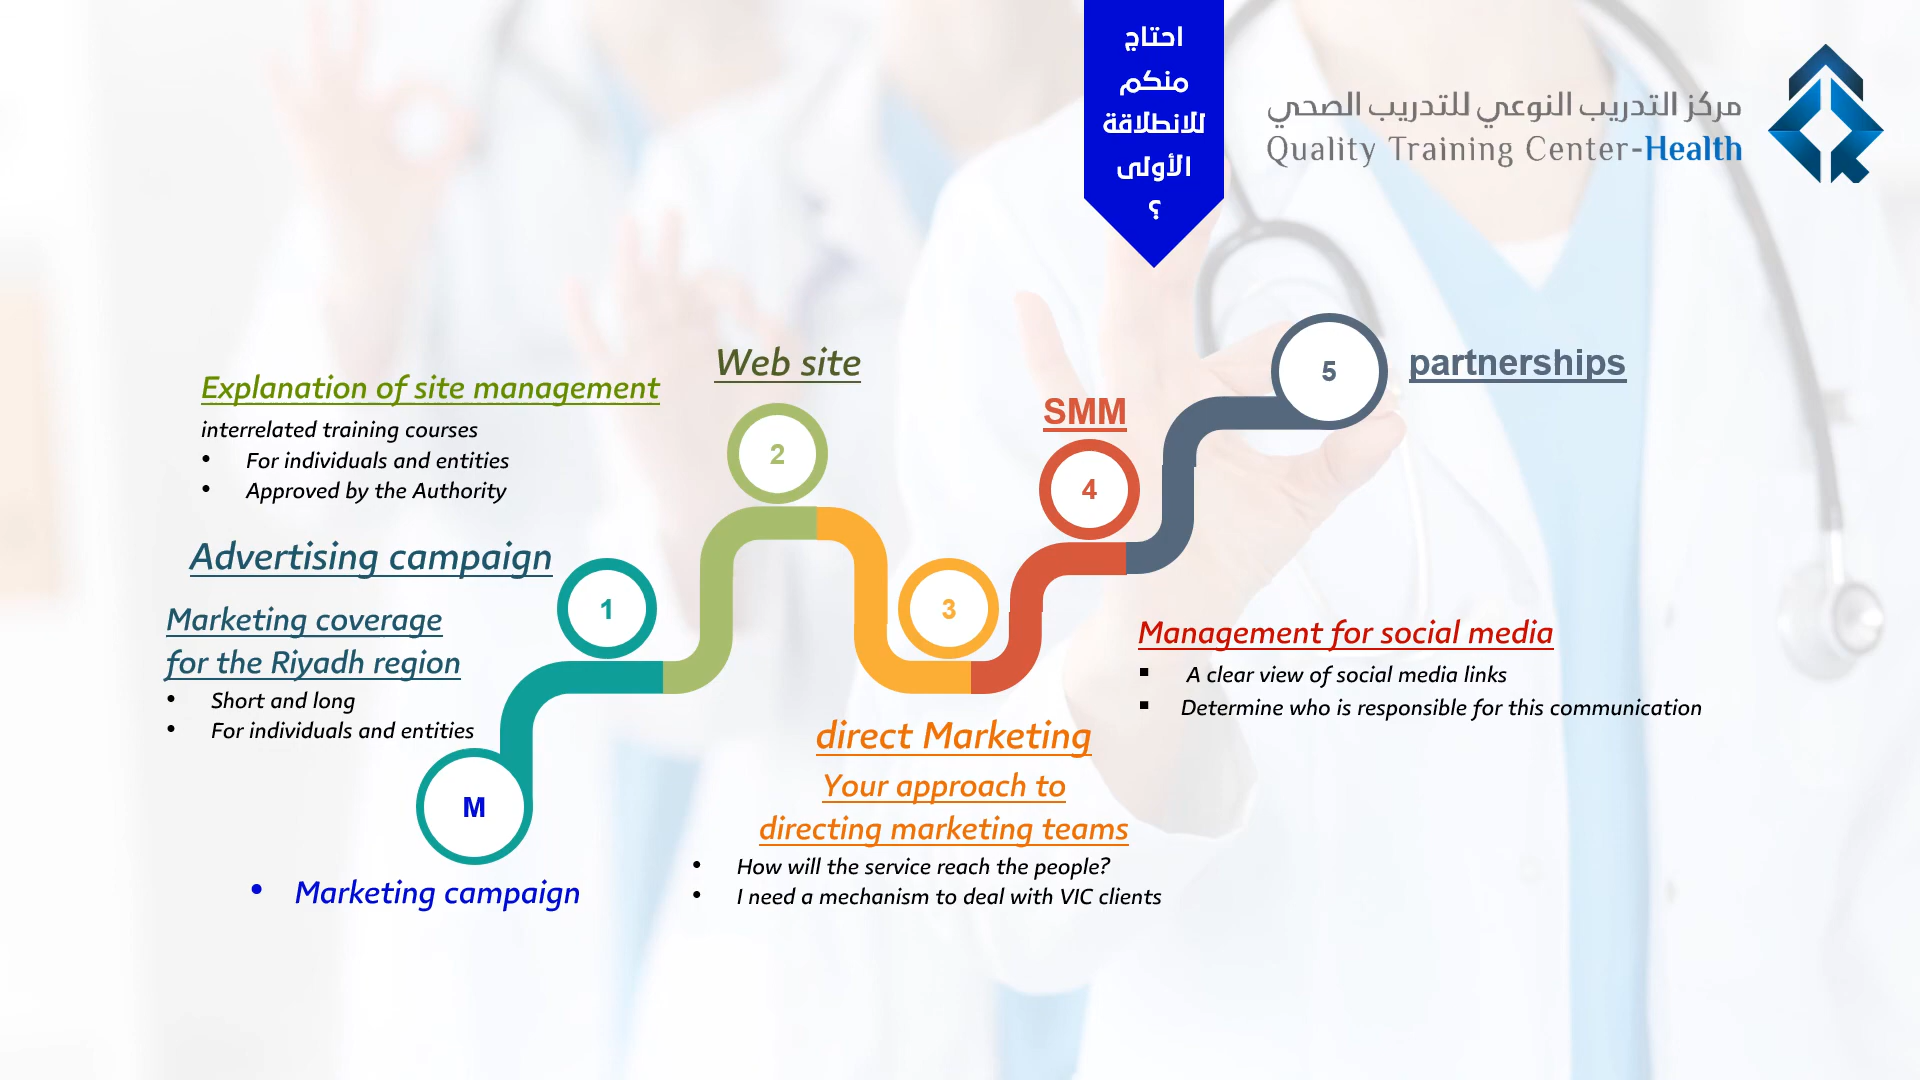 احتاج
منكم
للانطلاقة
الأولى
؟
مركز التدريب النوعي للتدريب الصحي
Quality Training Center-Health
Explanation of site management
interrelated training courses
• For individuals and entities
• Approved by the Authority
Web site
2
SMM
4
5
partnerships
Advertising campaign
1
Marketing coverage
for the Riyadh region
• Short and long
• For individuals and entities
M
• Marketing campaign
3
direct Marketing
Your approach to
directing marketing teams
• How will the service reach the people?
• I need a mechanism to deal with VIC clients
Management for social media
▪ A clear view of social media links
▪ Determine who is responsible for this communication